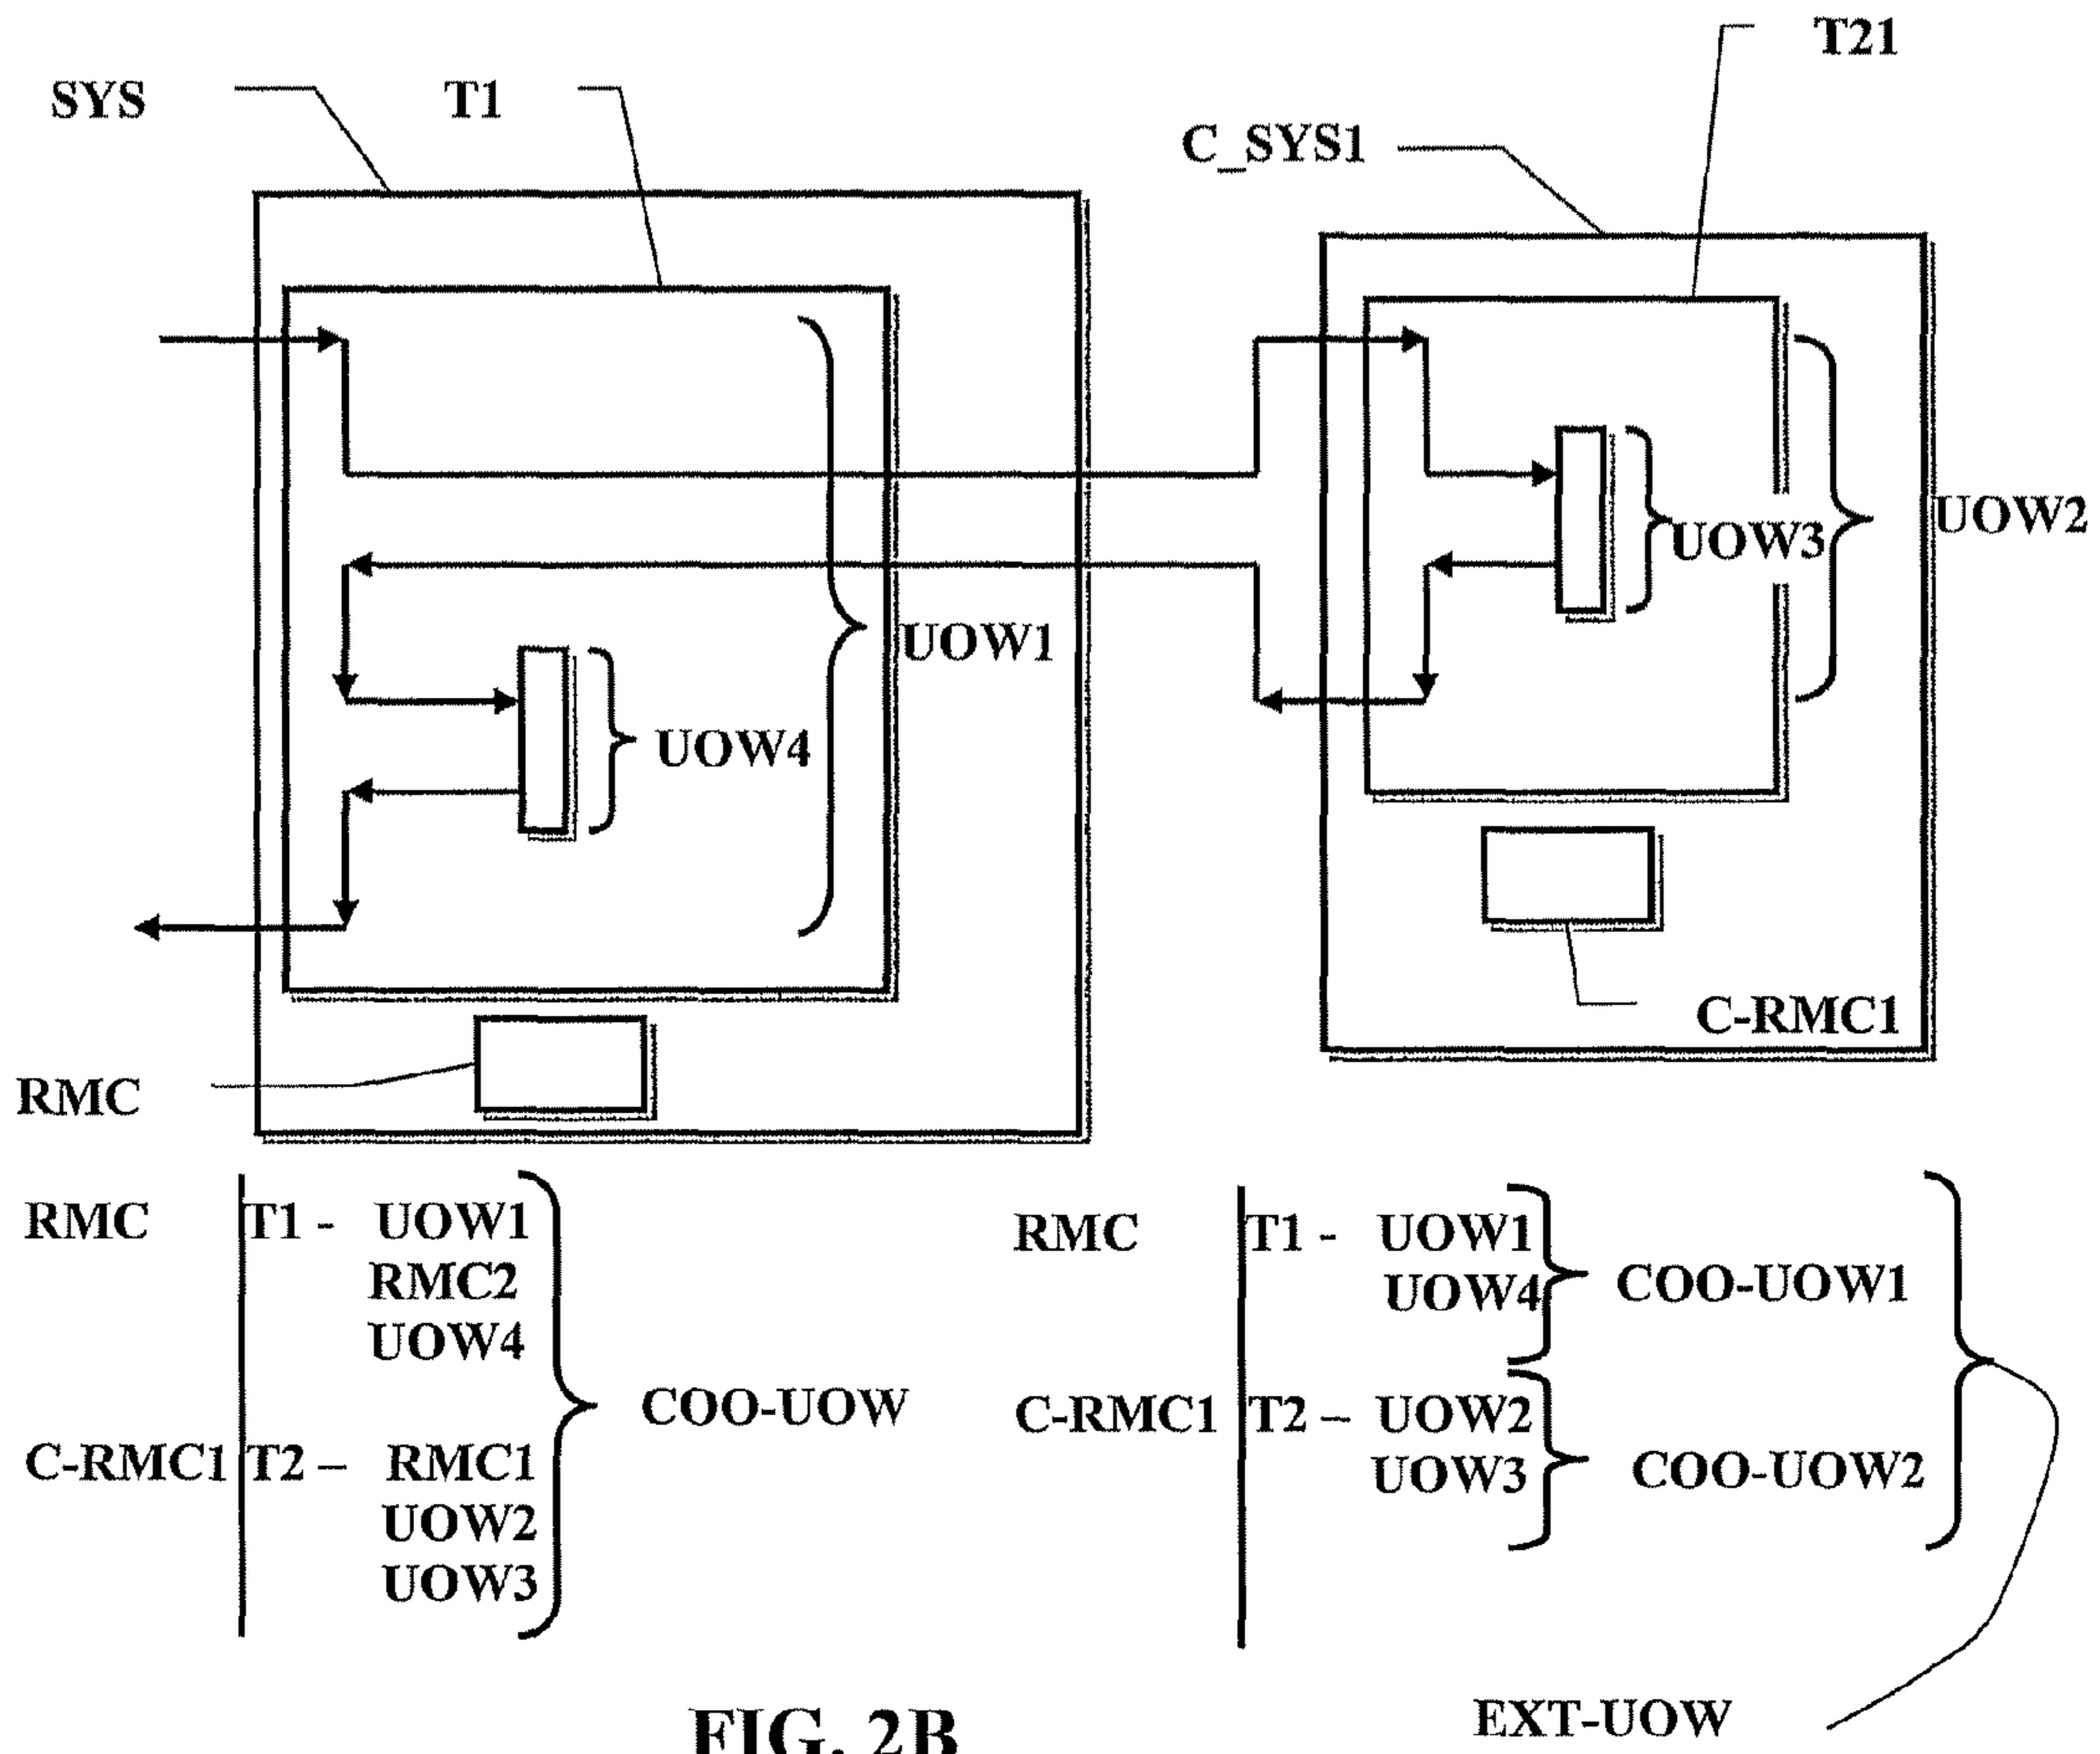 T21
SYS
T1
C_SYS1
UOW2
UOW3
UOW1
UOW4
C-RMC1
RMC
RMC T1 - UOW1
RMC2
UOW4
COO-UOW
C-RMC1 T2 – RMC1
UOW2
UOW3
RMC T1 - UOW1
UOW4
COO-UOW1
C-RMC1 T2 – UOW2
UOW3
COO-UOW2
EXT-UOW
FIG. 2B